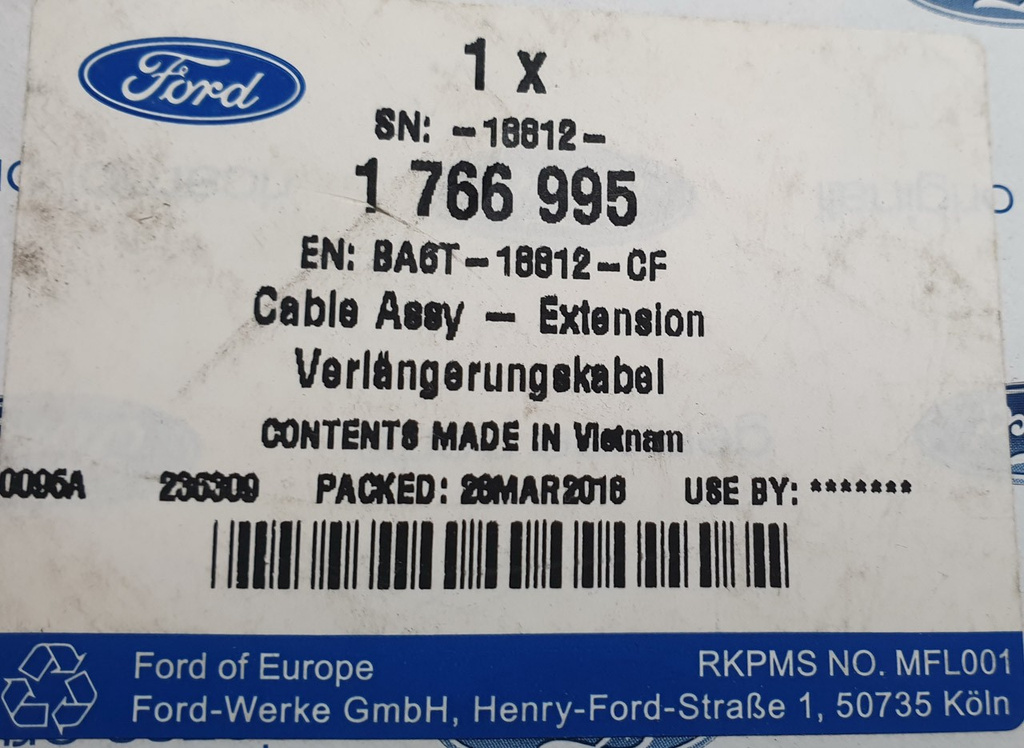 Ford
1 x
SN: -18812-
1 766 995
EN: BA6T-18812-CF
Cable Assy - Extension
Verlängerungskabel
CONTENTS MADE IN Vietnam
0095A 236309 PACKED: USE BY: *******
Ford of Europe RKPMS NO. MFL001
Ford-Werke GmbH, Henry-Ford-Straße 1, 50735 Köln